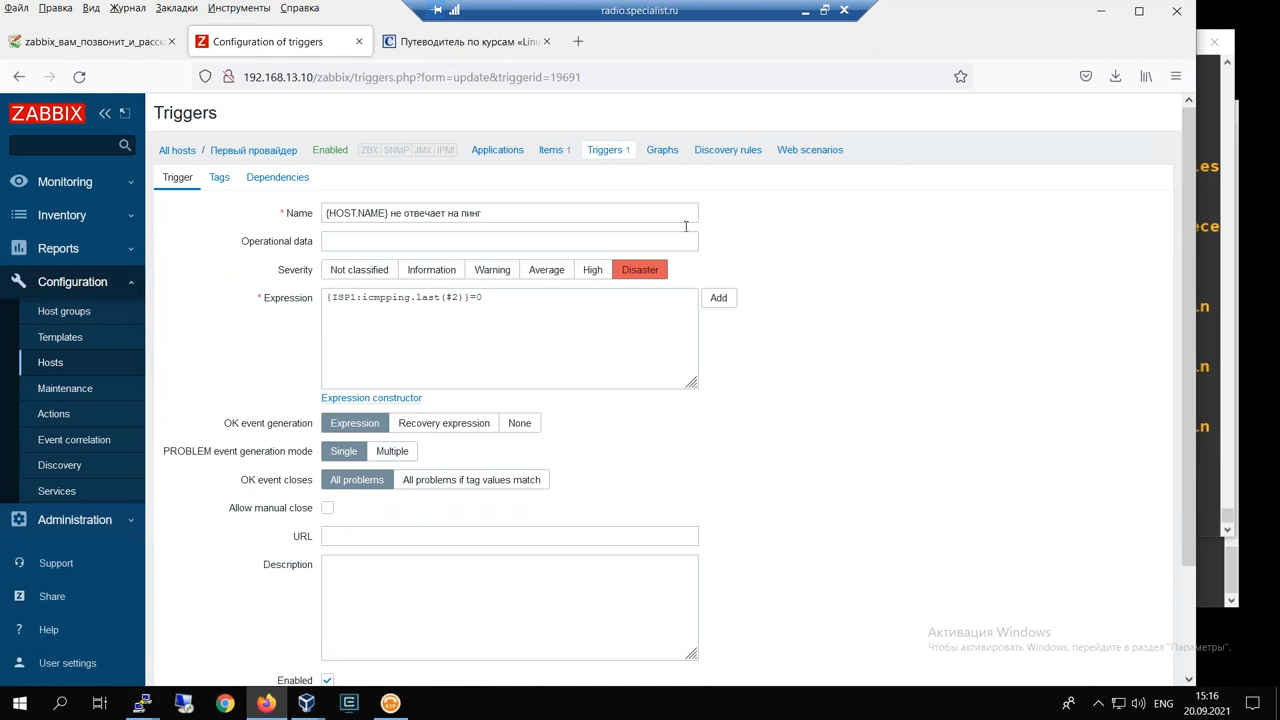 Файл Правка Вид Журнал Закладки Инструменты Справка
radio.specialist.ru
zabbix_вам_позвонит_и_расск
Configuration of triggers
Путеводитель по курсам «Linu
192.168.13.10/zabbix/triggers.php?form=update&triggerid=19691
ZABBIX
Triggers
All hosts / Первый провайдер Enabled ZBX SNMP JMX IPMI Applications Items 1 Triggers 1 Graphs Discovery rules Web scenarios
Trigger Tags Dependencies
Monitoring
Inventory
Reports
Configuration
Host groups
Templates
Hosts
Maintenance
Actions
Event correlation
Discovery
Services
Administration
Support
Share
Help
User settings
* Name {HOST.NAME} не отвечает на пинг
Operational data
Severity Not classified Information Warning Average High Disaster
* Expression {ISP1:icmpping.last(#2)}=0 Add
Expression constructor
OK event generation Expression Recovery expression None
PROBLEM event generation mode Single Multiple
OK event closes All problems All problems if tag values match
Allow manual close
URL
Description
Enabled
les
ece
in
in
in
Активация Windows
Чтобы активировать Windows, перейдите в раздел "Параметры".
ENG
15:16
20.09.2021